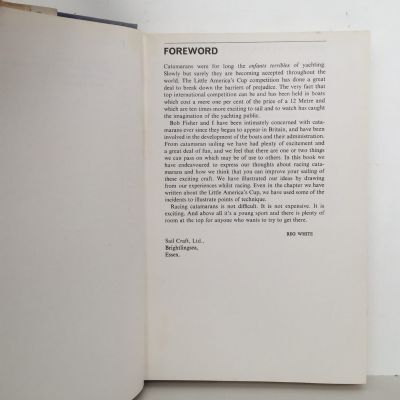 FOREWORD
Catamarans were for long the enfants terribles of yachting.
Slowly but surely they are becoming accepted throughout the
world. The Little America's Cup competition has done a great
deal to break down the barriers of prejudice. The very fact that
top international competition can be and has been held in boats
which cost a mere one per cent of the price of a 12 Metre and
which are ten times more exciting to sail and to watch has caught
the imagination of the yachting public.
Bob Fisher and I have been intimately concerned with cata-
marans ever since they began to appear in Britain, and have been
involved in the development of the boats and their administration.
From catamaran sailing we have had plenty of excitement and
a great deal of fun, and we feel that there are one or two things
we can pass on which may be of use to others. In this book we
have endeavoured to express our thoughts about racing cata-
marans and how we think that you can improve your sailing of
these exciting craft. We have illustrated our ideas by drawing
from our experiences whilst racing. Even in the chapter we have
written about the Little America's Cup, we have used some of the
incidents to illustrate points of technique.
Racing catamarans is not difficult. It is not expensive. It is
exciting. And above all it's a young sport and there is plenty of
room at the top for anyone who wants to try to get there.
REG WHITE
Sail Craft, Ltd.,
Brightlingsea,
Essex.